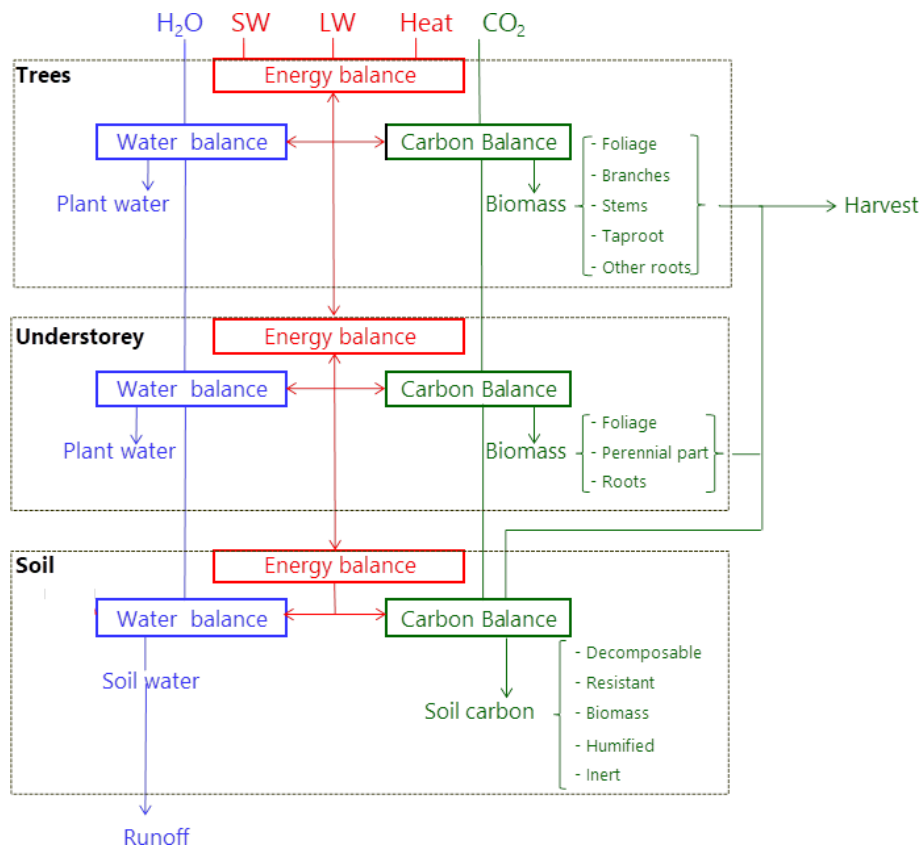 H₂O SW LW Heat CO₂
Trees
Energy balance
Water balance
Carbon Balance
Plant water
Biomass
- Foliage
- Branches
- Stems
- Taproot
- Other roots
Harvest
Understorey
Energy balance
Water balance
Carbon Balance
Plant water
Biomass
- Foliage
- Perennial part
- Roots
Soil
Energy balance
Water balance
Carbon Balance
Soil water
Soil carbon
- Decomposable
- Resistant
- Biomass
- Humified
- Inert
Runoff